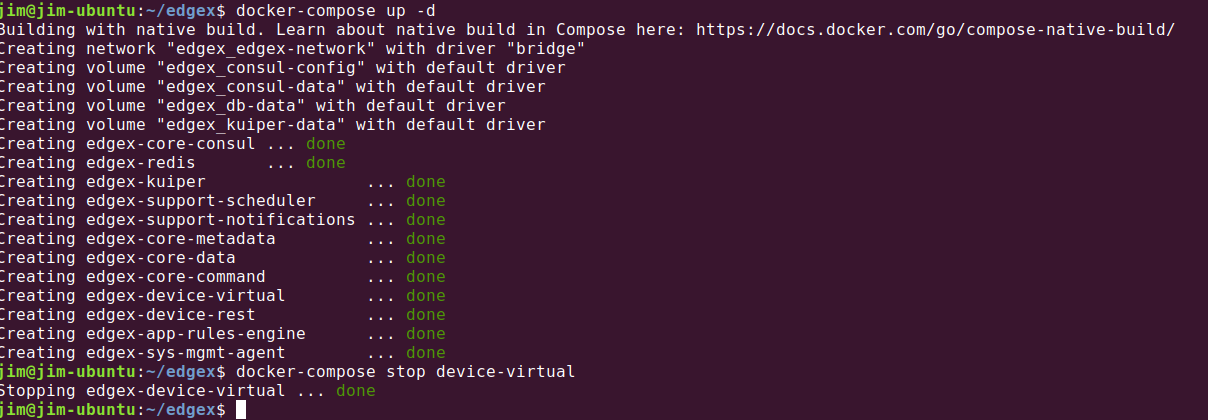 jim@jim-ubuntu:~/edgex$ docker-compose up -d
Building with native build. Learn about native build in Compose here: https://docs.docker.com/go/compose-native-build/
Creating network "edgex_edgex-network" with driver "bridge"
Creating volume "edgex_consul-config" with default driver
Creating volume "edgex_consul-data" with default driver
Creating volume "edgex_db-data" with default driver
Creating volume "edgex_kuiper-data" with default driver
Creating edgex-core-consul ... done
Creating edgex-redis       ... done
Creating edgex-kuiper                ... done
Creating edgex-support-scheduler     ... done
Creating edgex-support-notifications ... done
Creating edgex-core-metadata         ... done
Creating edgex-core-data             ... done
Creating edgex-core-command          ... done
Creating edgex-device-virtual        ... done
Creating edgex-device-rest           ... done
Creating edgex-app-rules-engine      ... done
Creating edgex-sys-mgmt-agent        ... done
jim@jim-ubuntu:~/edgex$ docker-compose stop device-virtual
Stopping edgex-device-virtual ... done
jim@jim-ubuntu:~/edgex$